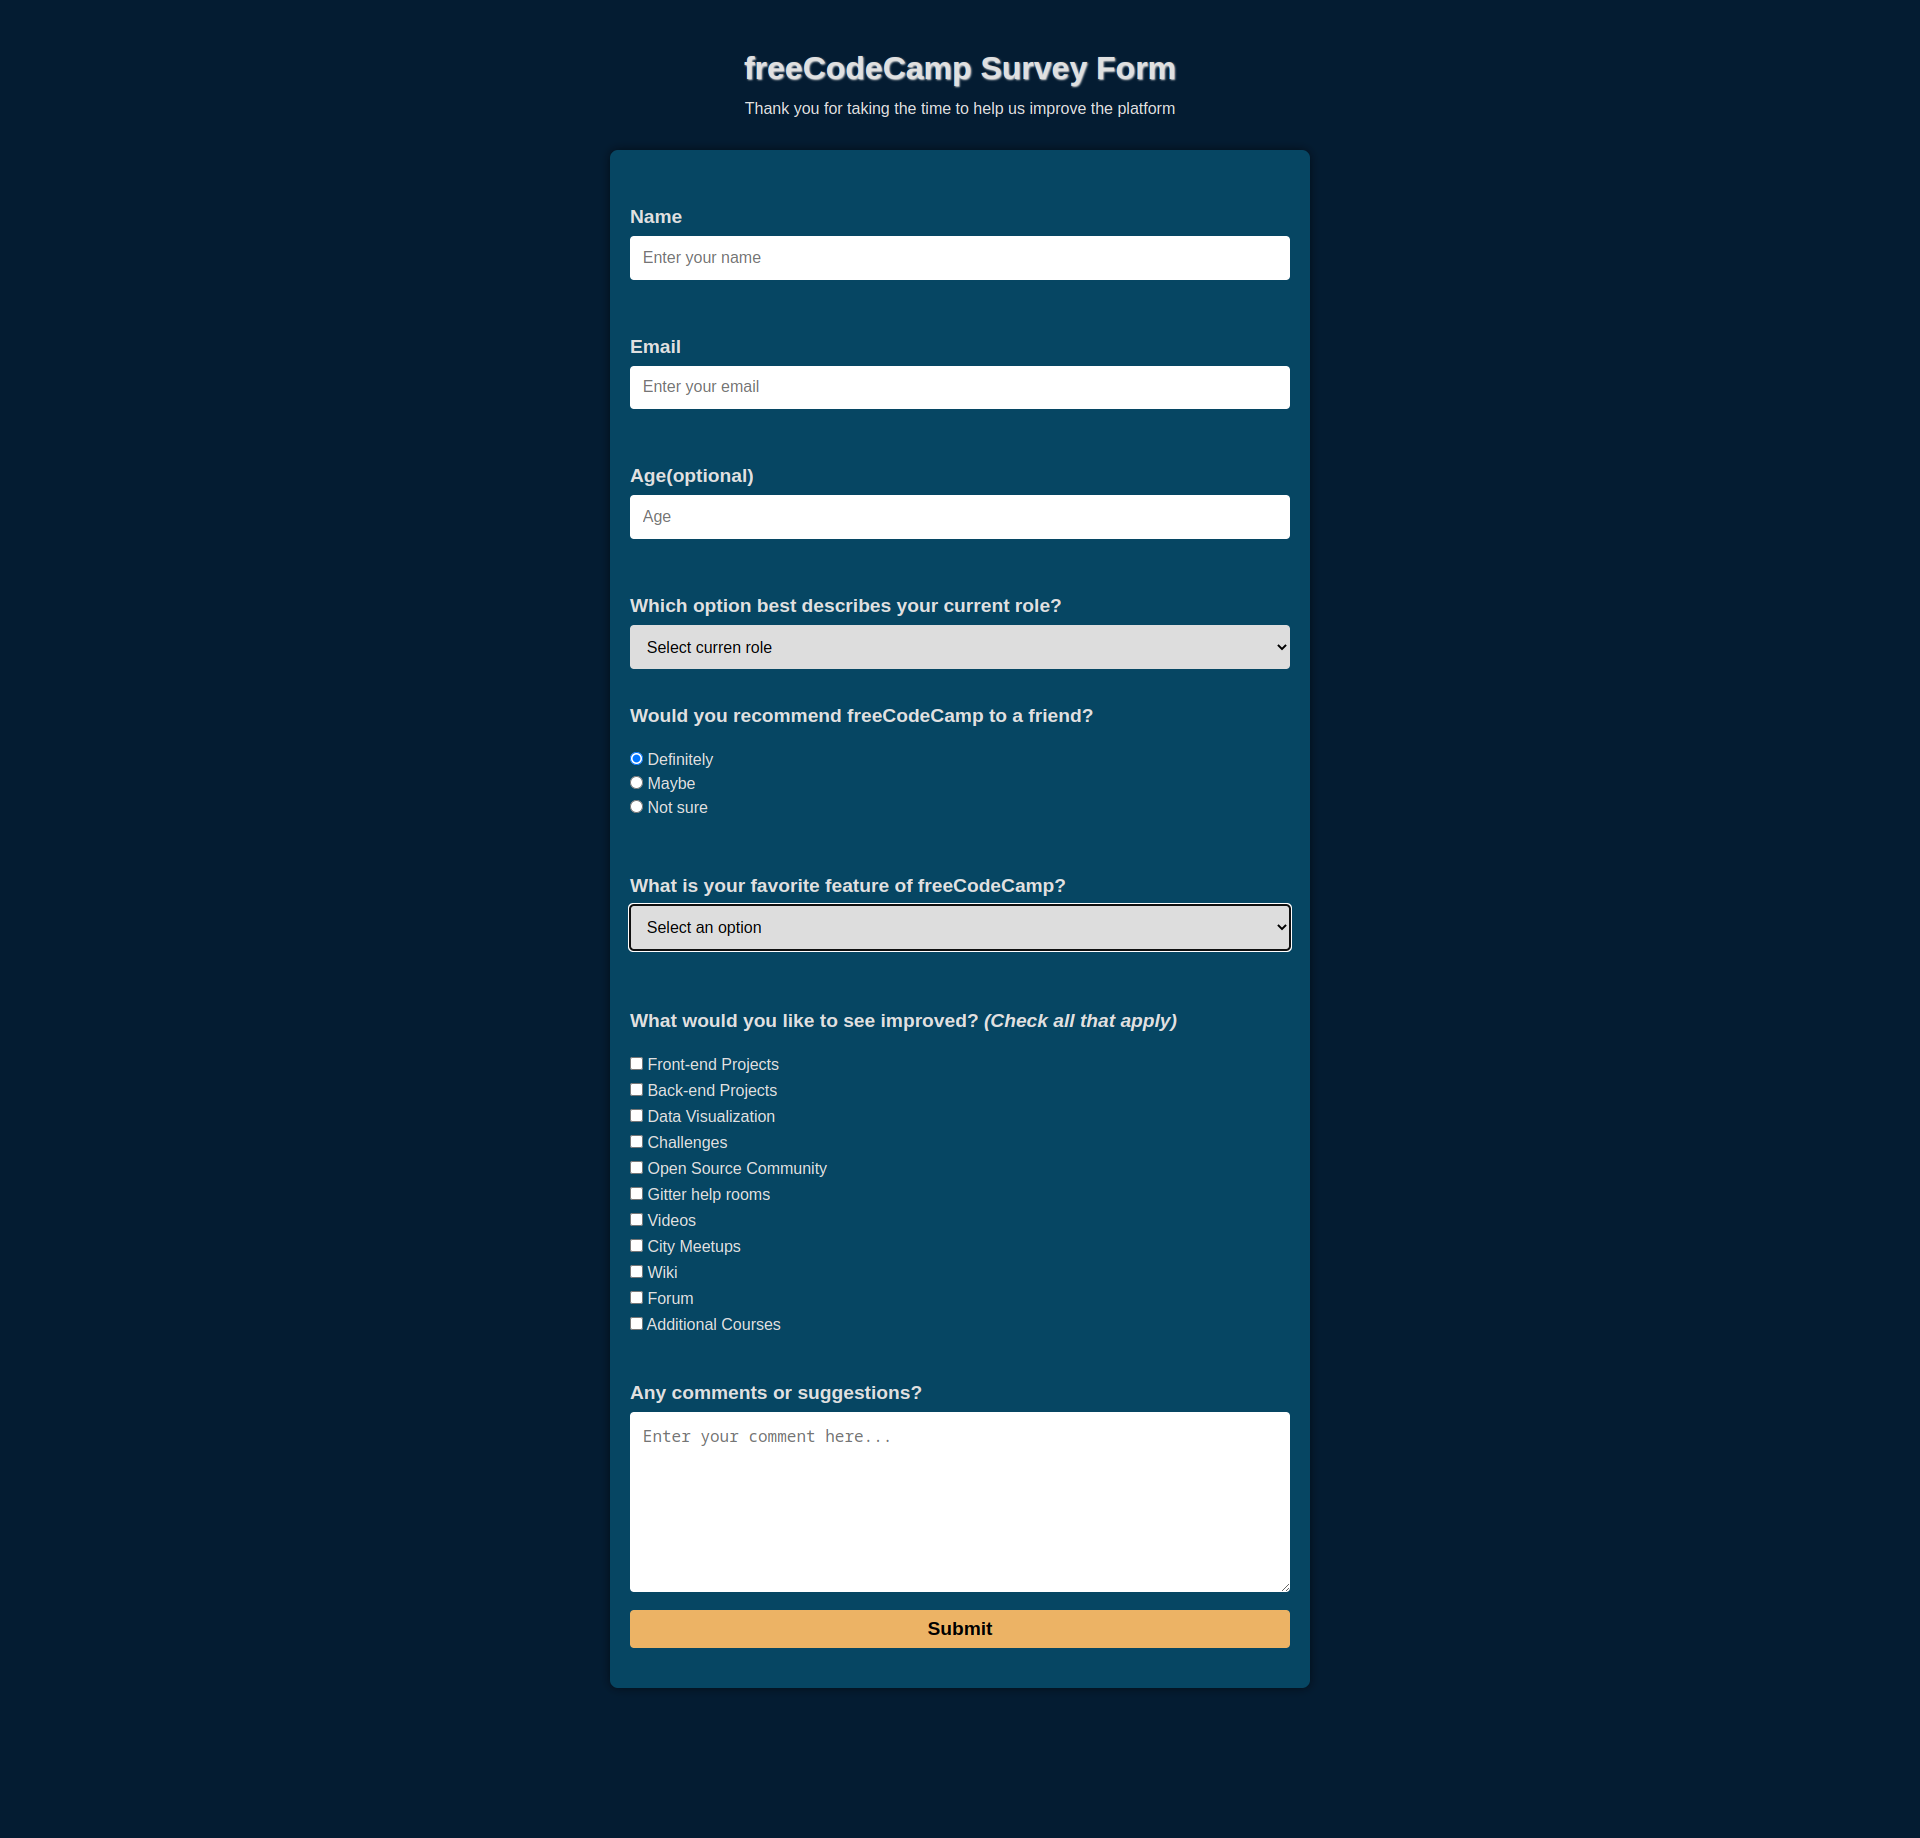 freeCodeCamp Survey Form
Thank you for taking the time to help us improve the platform
Name
Enter your name
Email
Enter your email
Age(optional)
Age
Which option best describes your current role?
Select curren role
Would you recommend freeCodeCamp to a friend?
Definitely
Maybe
Not sure
What is your favorite feature of freeCodeCamp?
Select an option
What would you like to see improved? (Check all that apply)
Front-end Projects
Back-end Projects
Data Visualization
Challenges
Open Source Community
Gitter help rooms
Videos
City Meetups
Wiki
Forum
Additional Courses
Any comments or suggestions?
Enter your comment here...
Submit